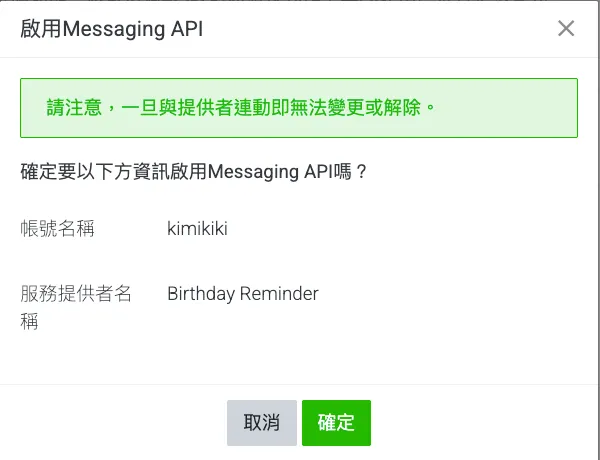 啟用Messaging API
請注意，一旦與提供者連動即無法變更或解除。
確定要以下方資訊啟用Messaging API嗎？
帳號名稱 kimikiki
服務提供者名 Birthday Reminder
稱
取消 確定